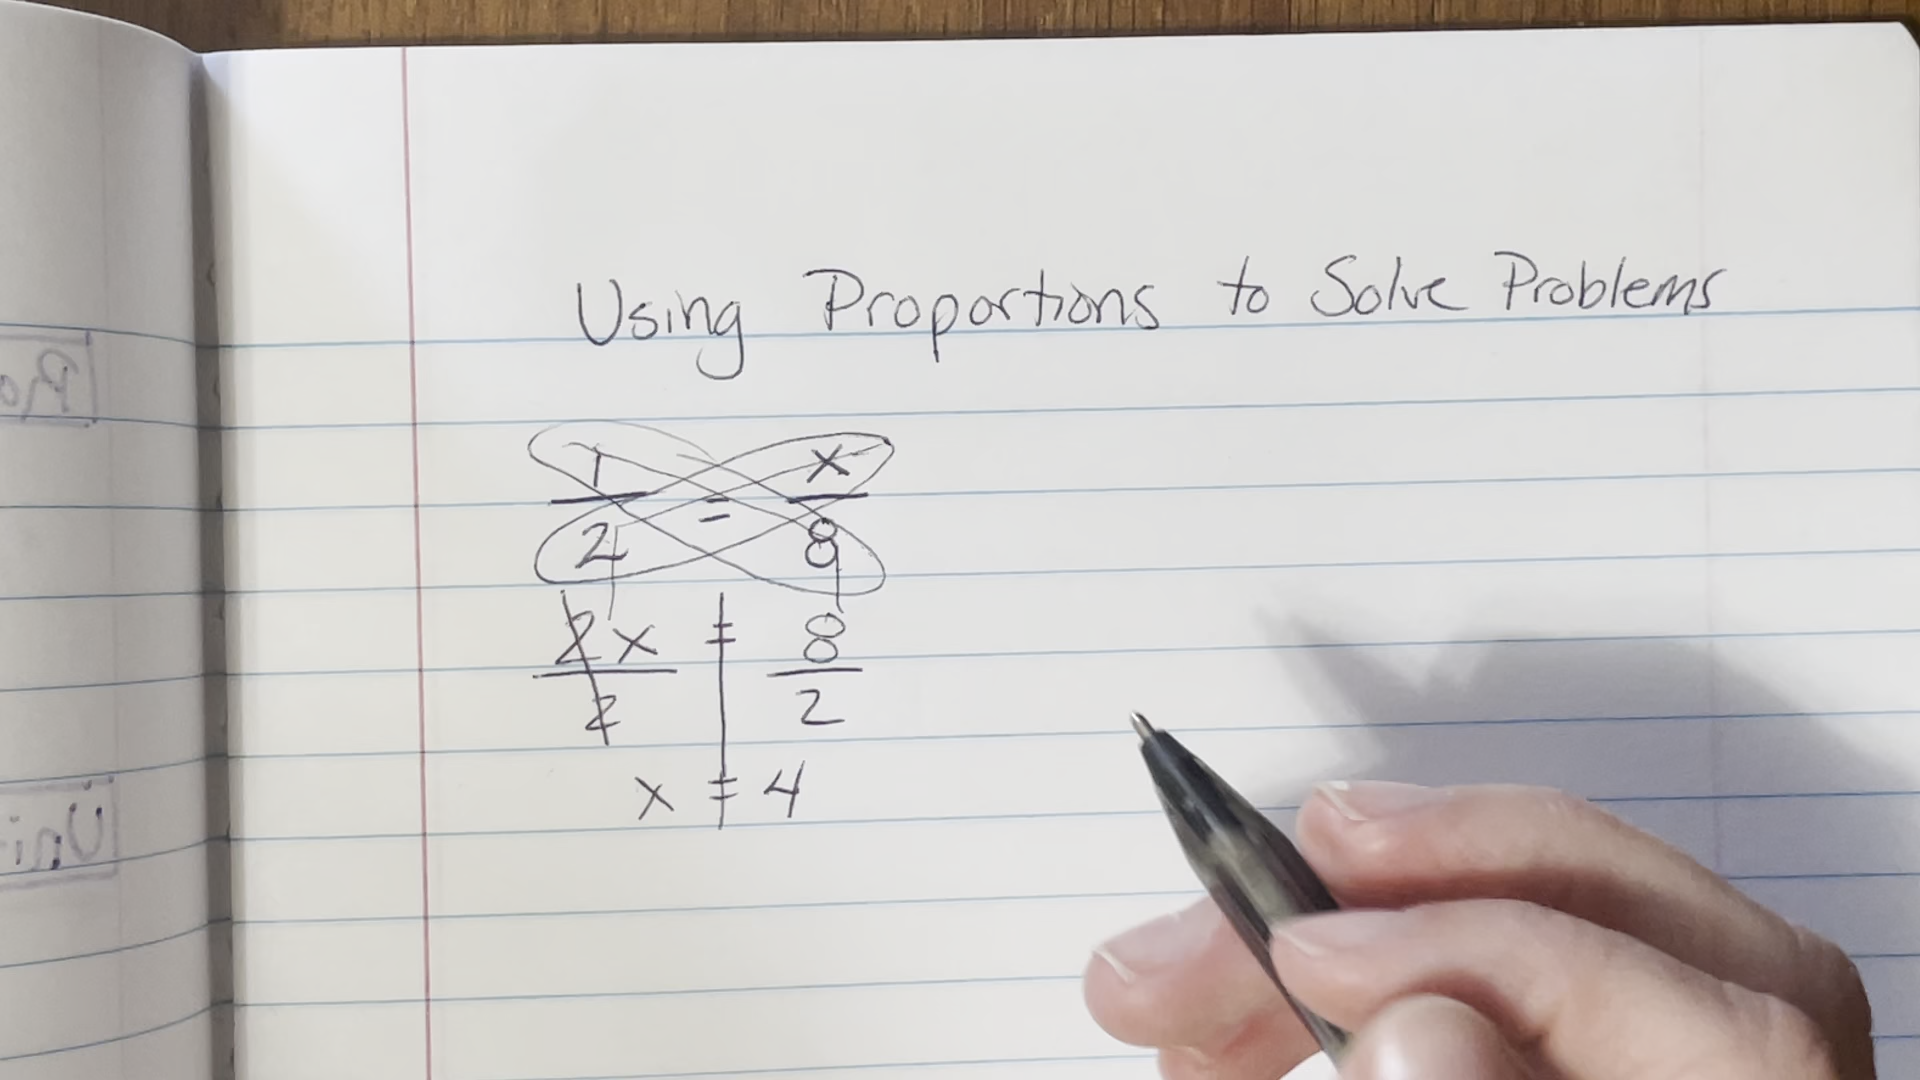 Using Proportions to Solve Problems
1/2 = x/8
2x/2 = 8/2
x = 4